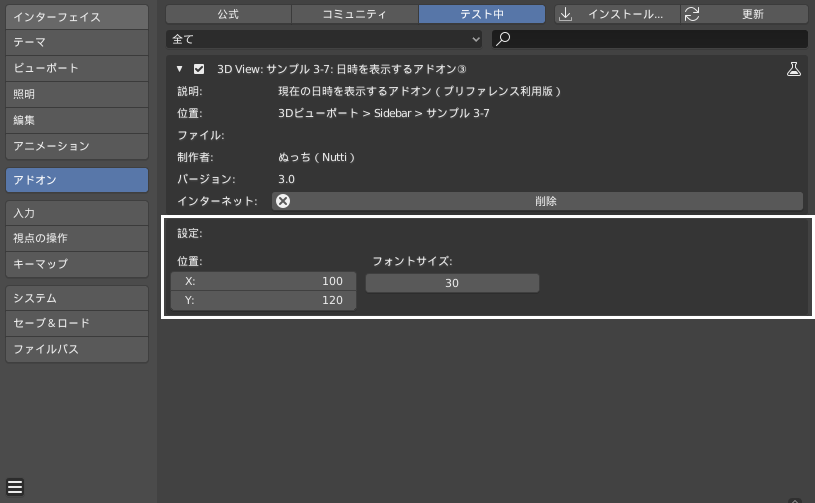 インターフェイス
テーマ
ビューポート
照明
編集
アニメーション
アドオン
入力
視点の操作
キーマップ
システム
セーブ＆ロード
ファイルパス
公式 コミュニティ テスト中 インストール... 更新
全て
3D View: サンプル 3-7: 日時を表示するアドオン③
説明: 現在の日時を表示するアドオン（プリファレンス利用版）
位置: 3Dビューポート > Sidebar > サンプル 3-7
ファイル:
制作者: ぬっち（Nutti）
バージョン: 3.0
インターネット: 削除
設定:
位置: フォントサイズ:
X: 100 30
Y: 120